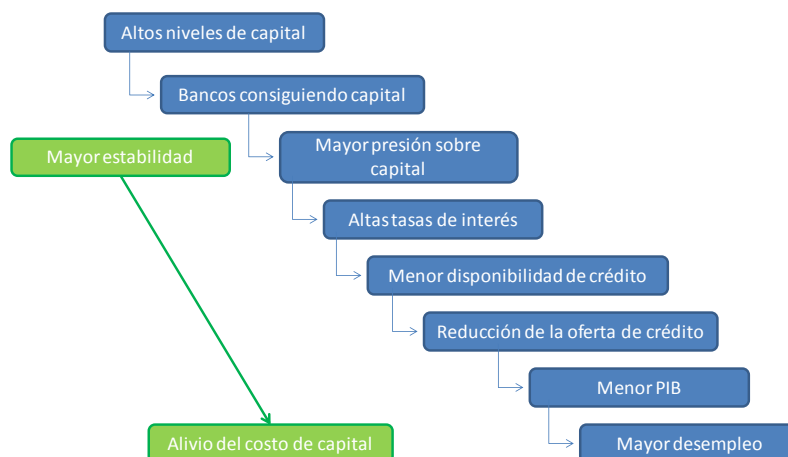 Altos niveles de capital
Bancos consiguiendo capital
Mayor estabilidad
Mayor presión sobre
capital
Altas tasas de interés
Menor disponibilidad de crédito
Reducción de la oferta de crédito
Menor PIB
Alivio del costo de capital
Mayor desempleo